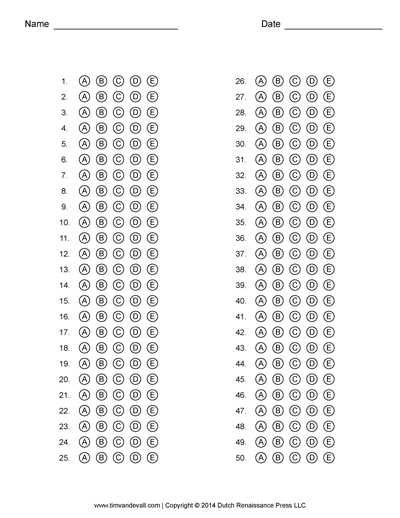 Name Date
1. A B C D E
2. A B C D E
3. A B C D E
4. A B C D E
5. A B C D E
6. A B C D E
7. A B C D E
8. A B C D E
9. A B C D E
10. A B C D E
11. A B C D E
12. A B C D E
13. A B C D E
14. A B C D E
15. A B C D E
16. A B C D E
17. A B C D E
18. A B C D E
19. A B C D E
20. A B C D E
21. A B C D E
22. A B C D E
23. A B C D E
24. A B C D E
25. A B C D E
26. A B C D E
27. A B C D E
28. A B C D E
29. A B C D E
30. A B C D E
31. A B C D E
32. A B C D E
33. A B C D E
34. A B C D E
35. A B C D E
36. A B C D E
37. A B C D E
38. A B C D E
39. A B C D E
40. A B C D E
41. A B C D E
42. A B C D E
43. A B C D E
44. A B C D E
45. A B C D E
46. A B C D E
47. A B C D E
48. A B C D E
49. A B C D E
50. A B C D E
www.timvandevall.com | Copyright © 2014 Dutch Renaissance Press LLC